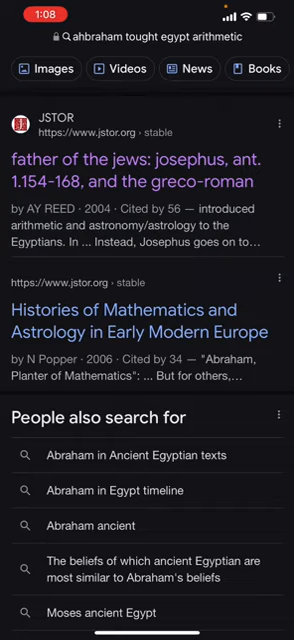 1:08
ahbraham tought egypt arithmetic
Images Videos News Books
JSTOR
https://www.jstor.org › stable
father of the jews: josephus, ant.
1.154-168, and the greco-roman
by AY REED · 2004 · Cited by 56 — introduced
arithmetic and astronomy/astrology to the
Egyptians. In ... Instead, Josephus goes on to…
https://www.jstor.org › stable
Histories of Mathematics and
Astrology in Early Modern Europe
by N Popper · 2006 · Cited by 34 — "Abraham,
Planter of Mathematics": ... But for others,…
People also search for
Abraham in Ancient Egyptian texts
Abraham in Egypt timeline
Abraham ancient
The beliefs of which ancient Egyptian are
most similar to Abraham's beliefs
Moses ancient Egypt